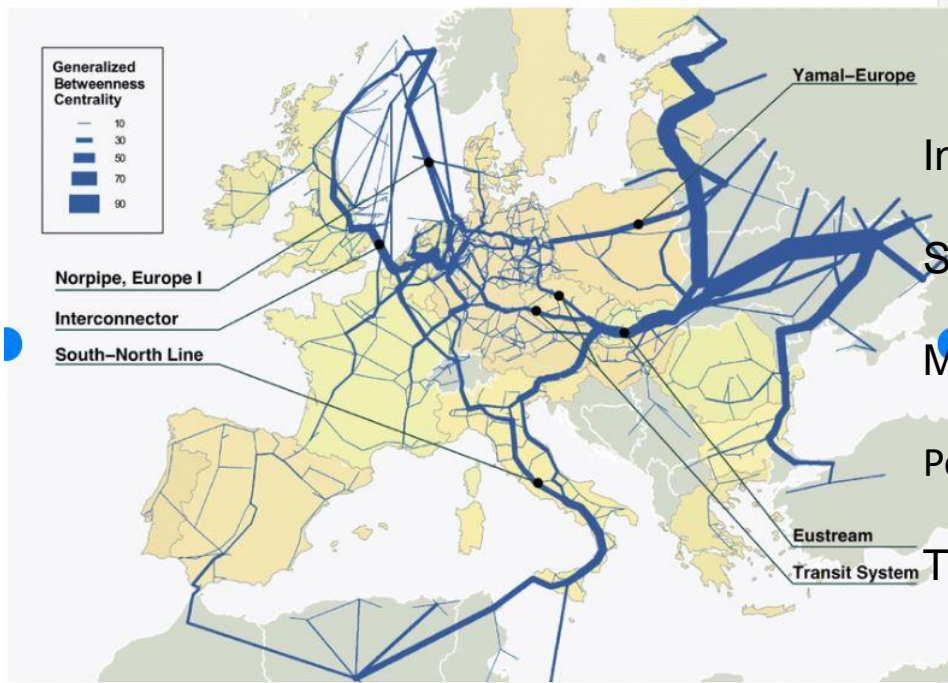 Generalized
Betweenness
Centrality
10
30
50
70
90
Yamal–Europe
Norpipe, Europe I
Interconnector
South–North Line
Eustream
Transit System